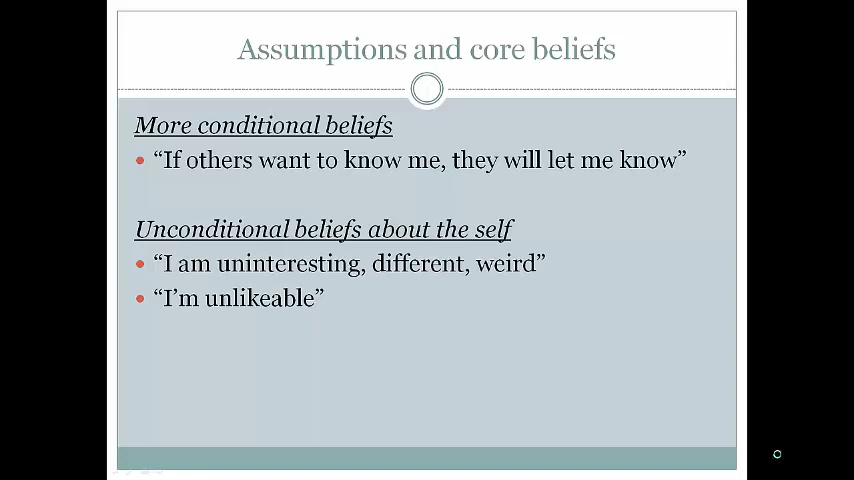 Assumptions and core beliefs
More conditional beliefs
• “If others want to know me, they will let me know”
Unconditional beliefs about the self
• “I am uninteresting, different, weird”
• “I’m unlikeable”